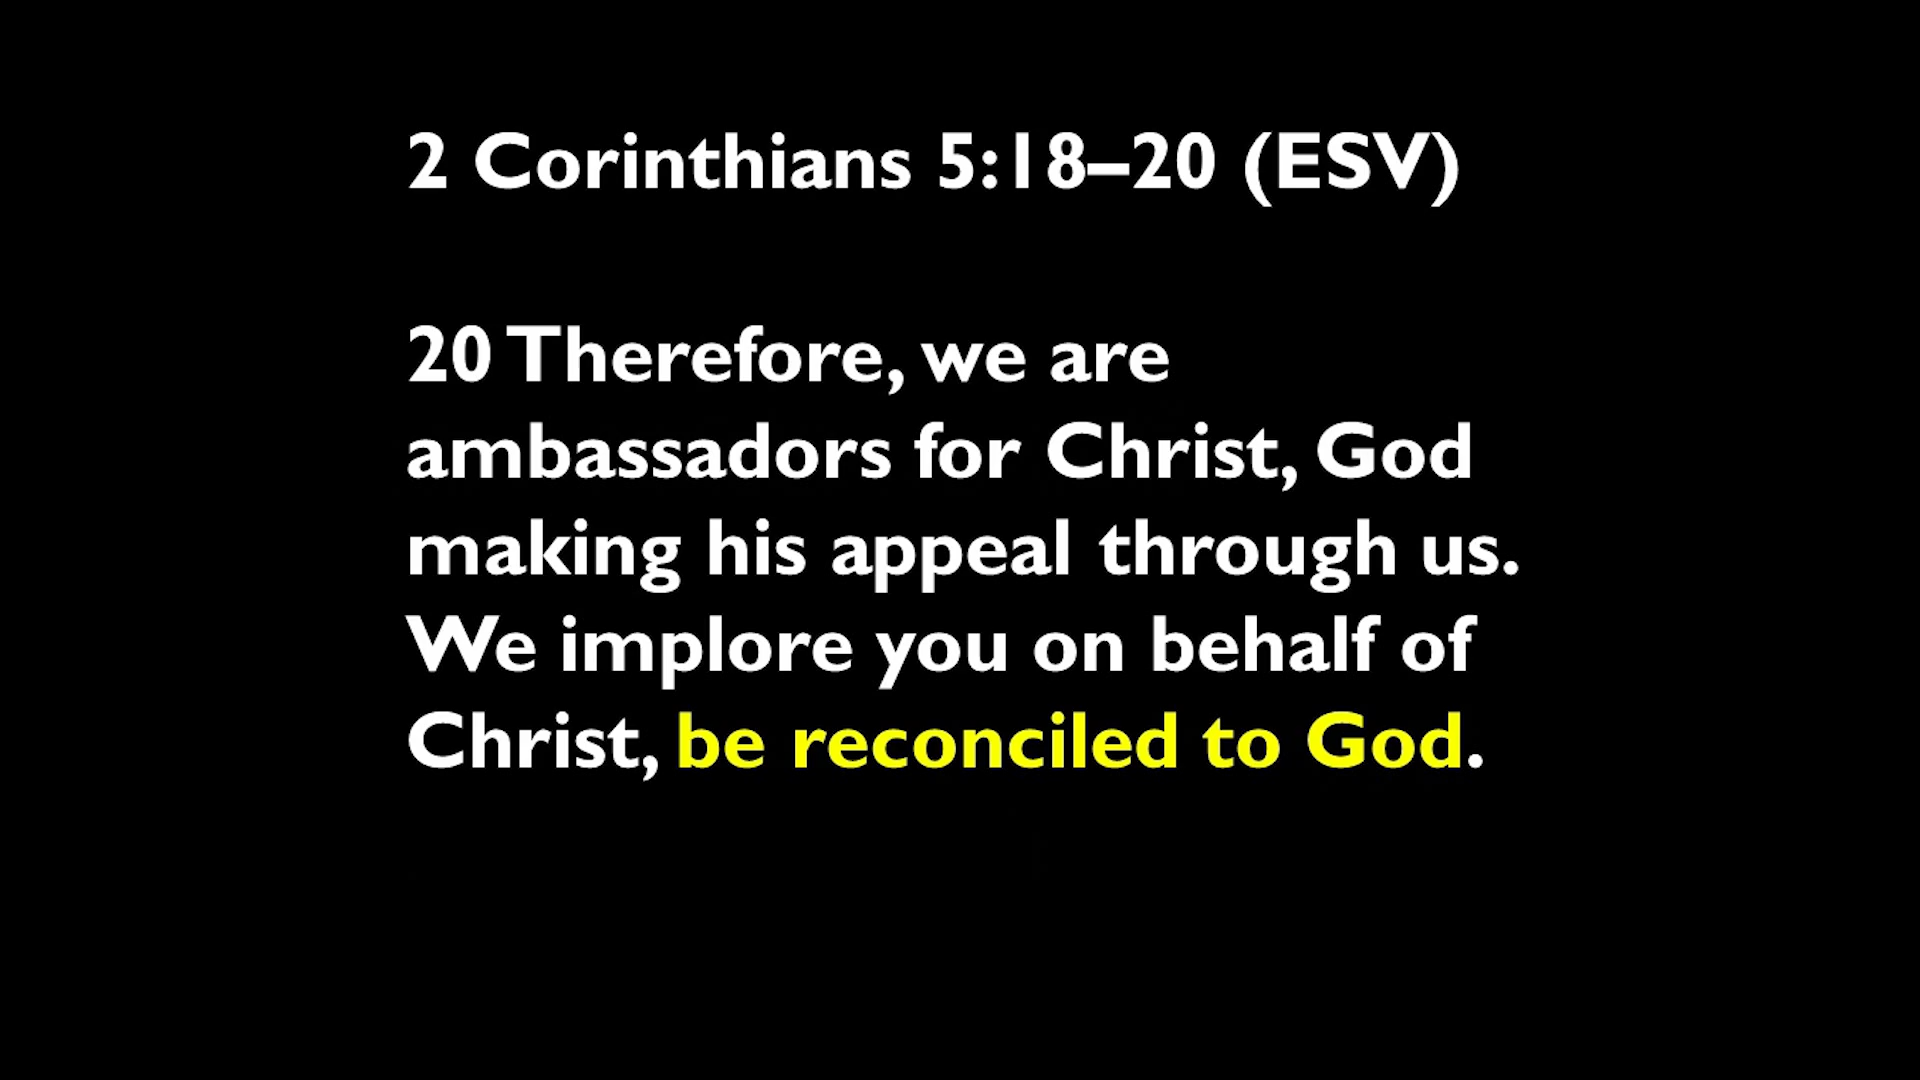 2 Corinthians 5:18–20 (ESV)
20 Therefore, we are
ambassadors for Christ, God
making his appeal through us.
We implore you on behalf of
Christ, be reconciled to God.